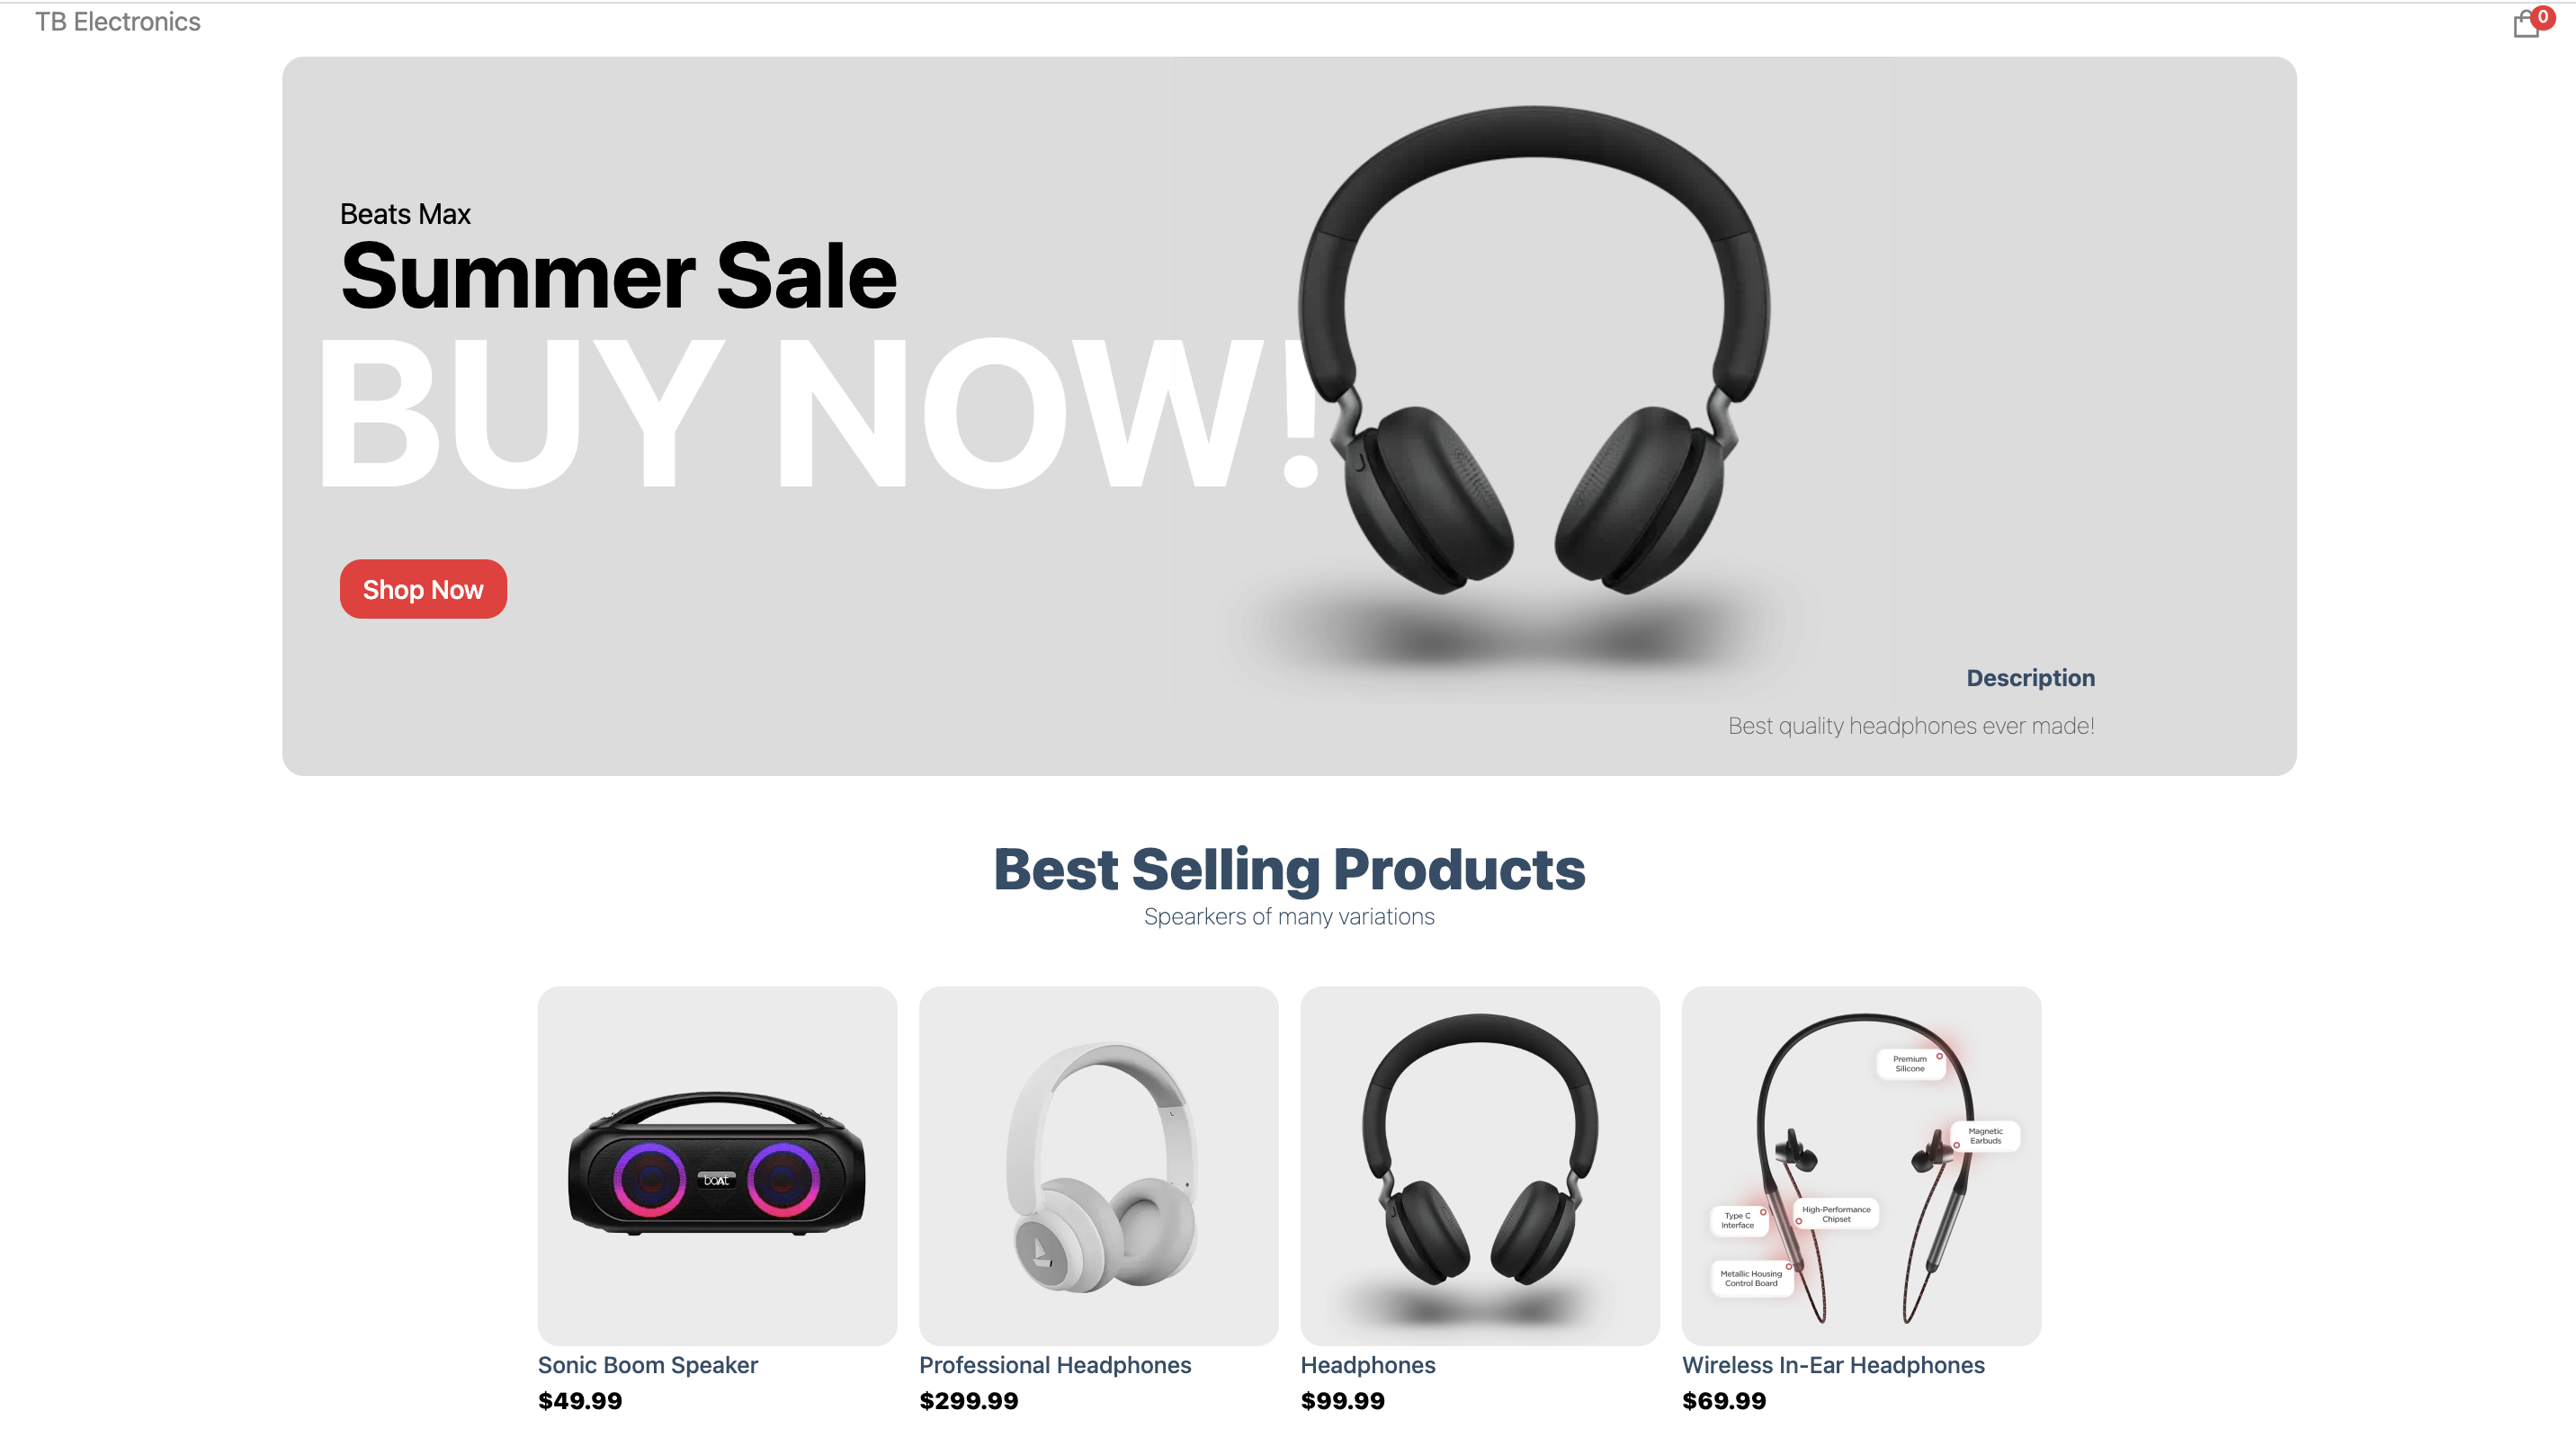 TB Electronics
0
Beats Max
Summer Sale
BUY NOW!
Shop Now
Description
Best quality headphones ever made!
Best Selling Products
Spearkers of many variations
boAt
Premium
Silicone
Magnetic
Earbuds
Type C
Interface
High-Performance
Chipset
Metallic Housing
Control Board
Sonic Boom Speaker
$49.99
Professional Headphones
$299.99
Headphones
$99.99
Wireless In-Ear Headphones
$69.99